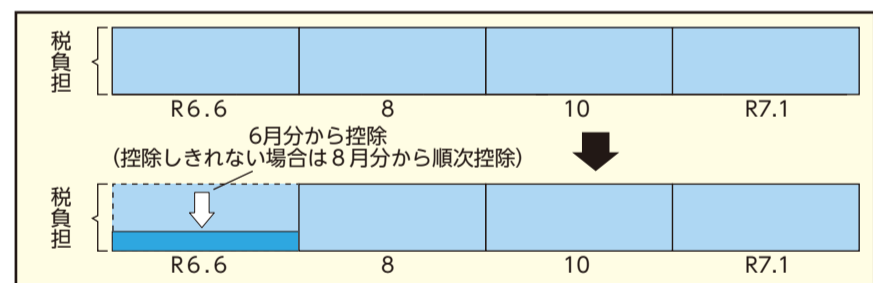 税負担
R6.6 8 10 R7.1
6月分から控除
(控除しきれない場合は8月分から順次控除)
税負担
R6.6 8 10 R7.1